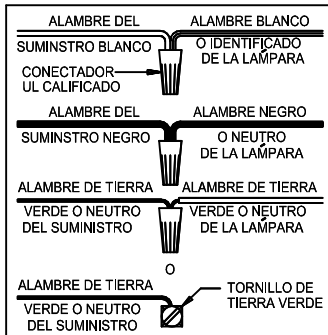 ALAMBRE DEL ALAMBRE BLANCO
SUMINSTRO BLANCO O IDENTIFICADO
DE LA LAMPARA
CONECTADOR
UL CALIFICADO
ALAMBRE DEL ALAMBRE NEGRO
SUMINSTRO NEGRO O NEUTRO
DE LA LAMPARA
ALAMBRE DE TIERRA ALAMBRE DE TIERRA
VERDE O NEUTRO VERDE O NEUTRO
DEL SUMINISTRO DE LA LÁMPARA
O
ALAMBRE DE TIERRA
VERDE O NEUTRO
DEL SUMINISTRO
TORNILLO DE
TIERRA VERDE